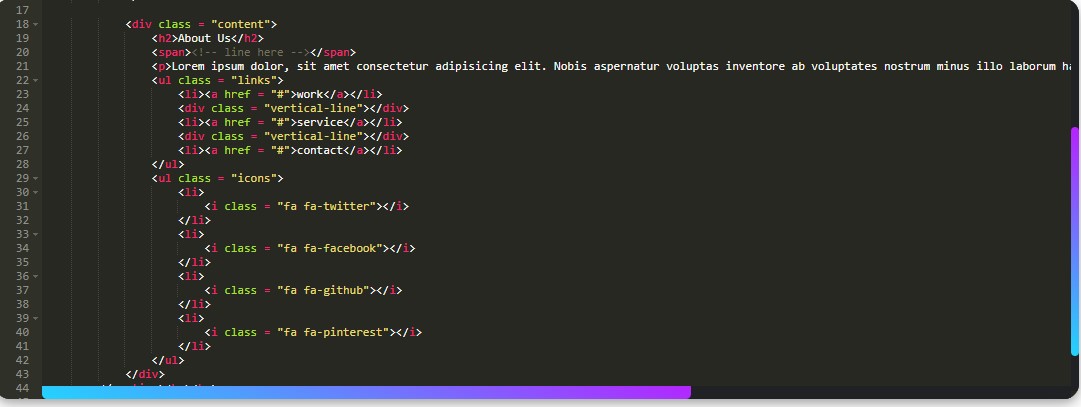 17
18 <div class = "content">
19 <h2>About Us</h2>
20 <span><!-- line here --></span>
21 <p>Lorem ipsum dolor, sit amet consectetur adipisicing elit. Nobis aspernatur voluptas inventore ab voluptates nostrum minus illo laborum
22 <ul class = "links">
23 <li><a href = "#">work</a></li>
24 <div class = "vertical-line"></div>
25 <li><a href = "#">service</a></li>
26 <div class = "vertical-line"></div>
27 <li><a href = "#">contact</a></li>
28 </ul>
29 <ul class = "icons">
30 <li>
31 <i class = "fa fa-twitter"></i>
32 </li>
33 <li>
34 <i class = "fa fa-facebook"></i>
35 </li>
36 <li>
37 <i class = "fa fa-github"></i>
38 </li>
39 <li>
40 <i class = "fa fa-pinterest"></i>
41 </li>
42 </ul>
43 </div>
44